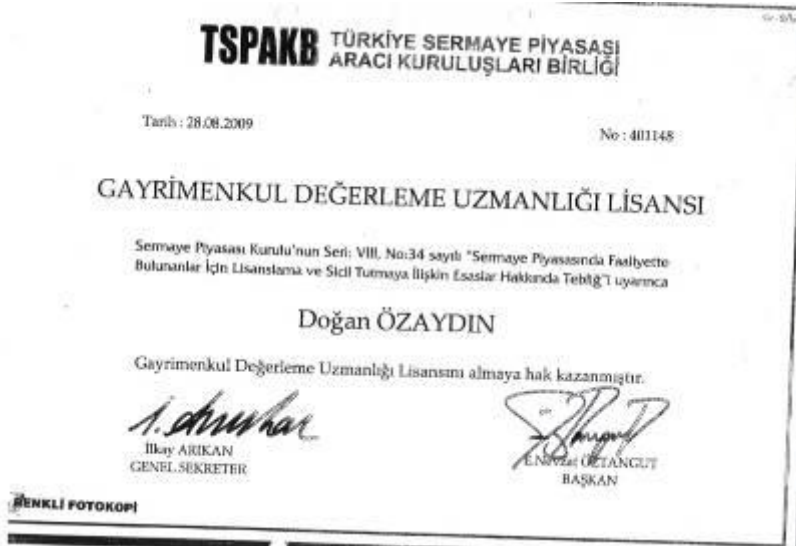 TSPAKB TÜRKİYE SERMAYE PİYASASI
ARACI KURULUŞLARI BİRLİĞİ
Tarih : 28.08.2009
No : 401148
GAYRİMENKUL DEĞERLEME UZMANLIĞI LİSANSI
Sermaye Piyasası Kurulu'nun Seri: VIII, No:34 sayılı "Sermaye Piyasasında Faaliyette
Bulunanlar İçin Lisanslama ve Sicil Tutmaya İlişkin Esaslar Hakkında Tebliğ"i uyarınca
Doğan ÖZAYDIN
Gayrimenkul Değerleme Uzmanlığı Lisansını almaya hak kazanmıştır.
İlkay ARIKAN
GENEL SEKRETER
E.Nevzat ÖZTANGUT
BAŞKAN
RENKLİ FOTOKOPİ